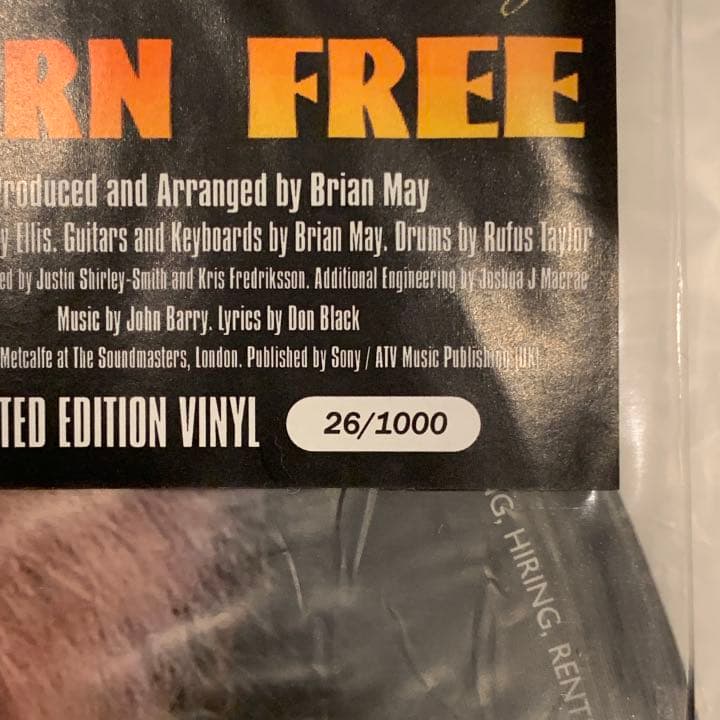 RN FREE
roduced and Arranged by Brian May
y Ellis. Guitars and Keyboards by Brian May. Drums by Rufus Taylor
ed by Justin Shirley-Smith and Kris Fredriksson. Additional Engineering by Joshua J Macrae
Music by John Barry. Lyrics by Don Black
Metcalfe at The Soundmasters, London. Published by Sony / ATV Music Publishing (UK)
TED EDITION VINYL 26/1000
G, HIRING, RENT